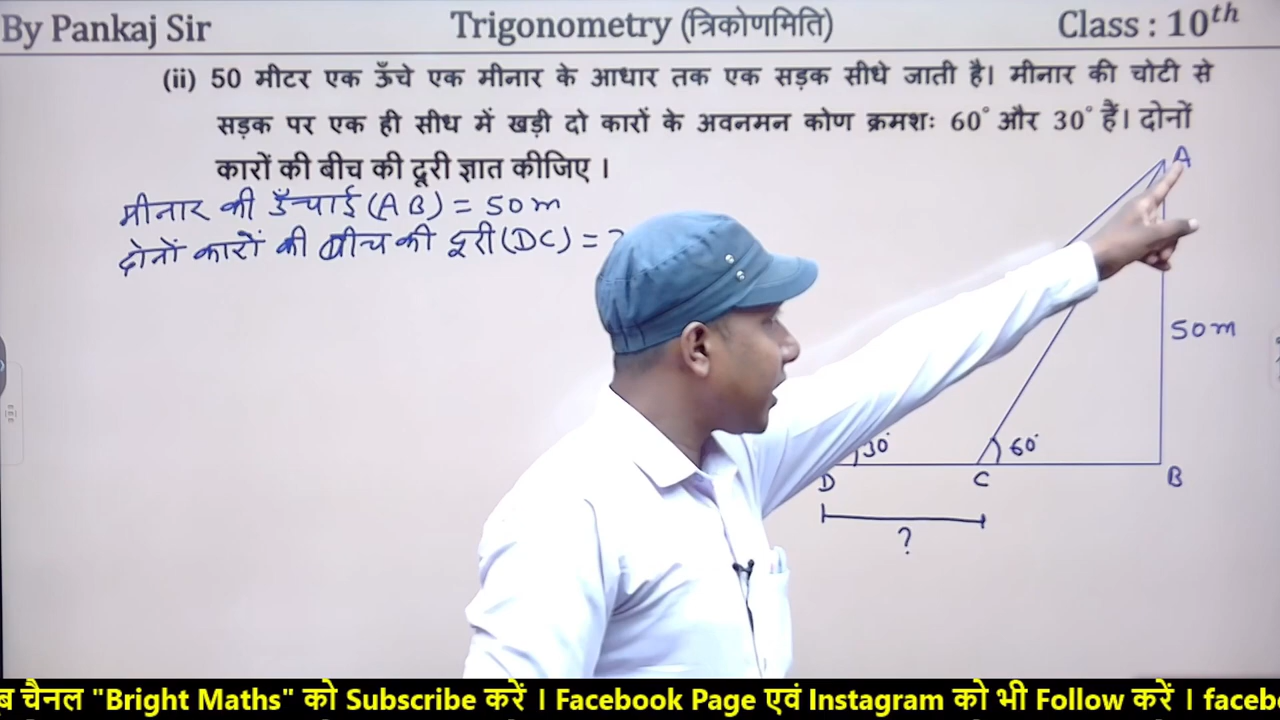 By Pankaj Sir Trigonometry (त्रिकोणमिति) Class : 10th
(ii) 50 मीटर एक ऊँचे एक मीनार के आधार तक एक सड़क सीधे जाती है। मीनार की चोटी से
सड़क पर एक ही सीध में खड़ी दो कारों के अवनमन कोण क्रमशः 60° और 30° हैं। दोनों
कारों की बीच की दूरी ज्ञात कीजिए ।
मीनार की ऊँचाई (AB) = 50m
दोनों कारों की बीच की दूरी (DC) = ?
A
50m
30° 60°
D C B
?
चैनल "Bright Maths" को Subscribe करें । Facebook Page एवं Instagram को भी Follow करें ।